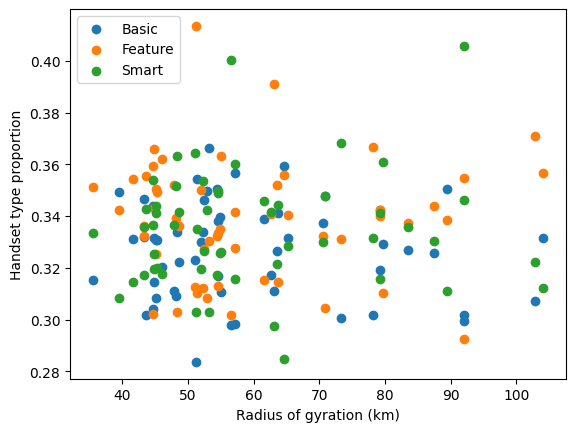 Basic
Feature
Smart
Handset type proportion
0.40
0.38
0.36
0.34
0.32
0.30
0.28
40 50 60 70 80 90 100
Radius of gyration (km)